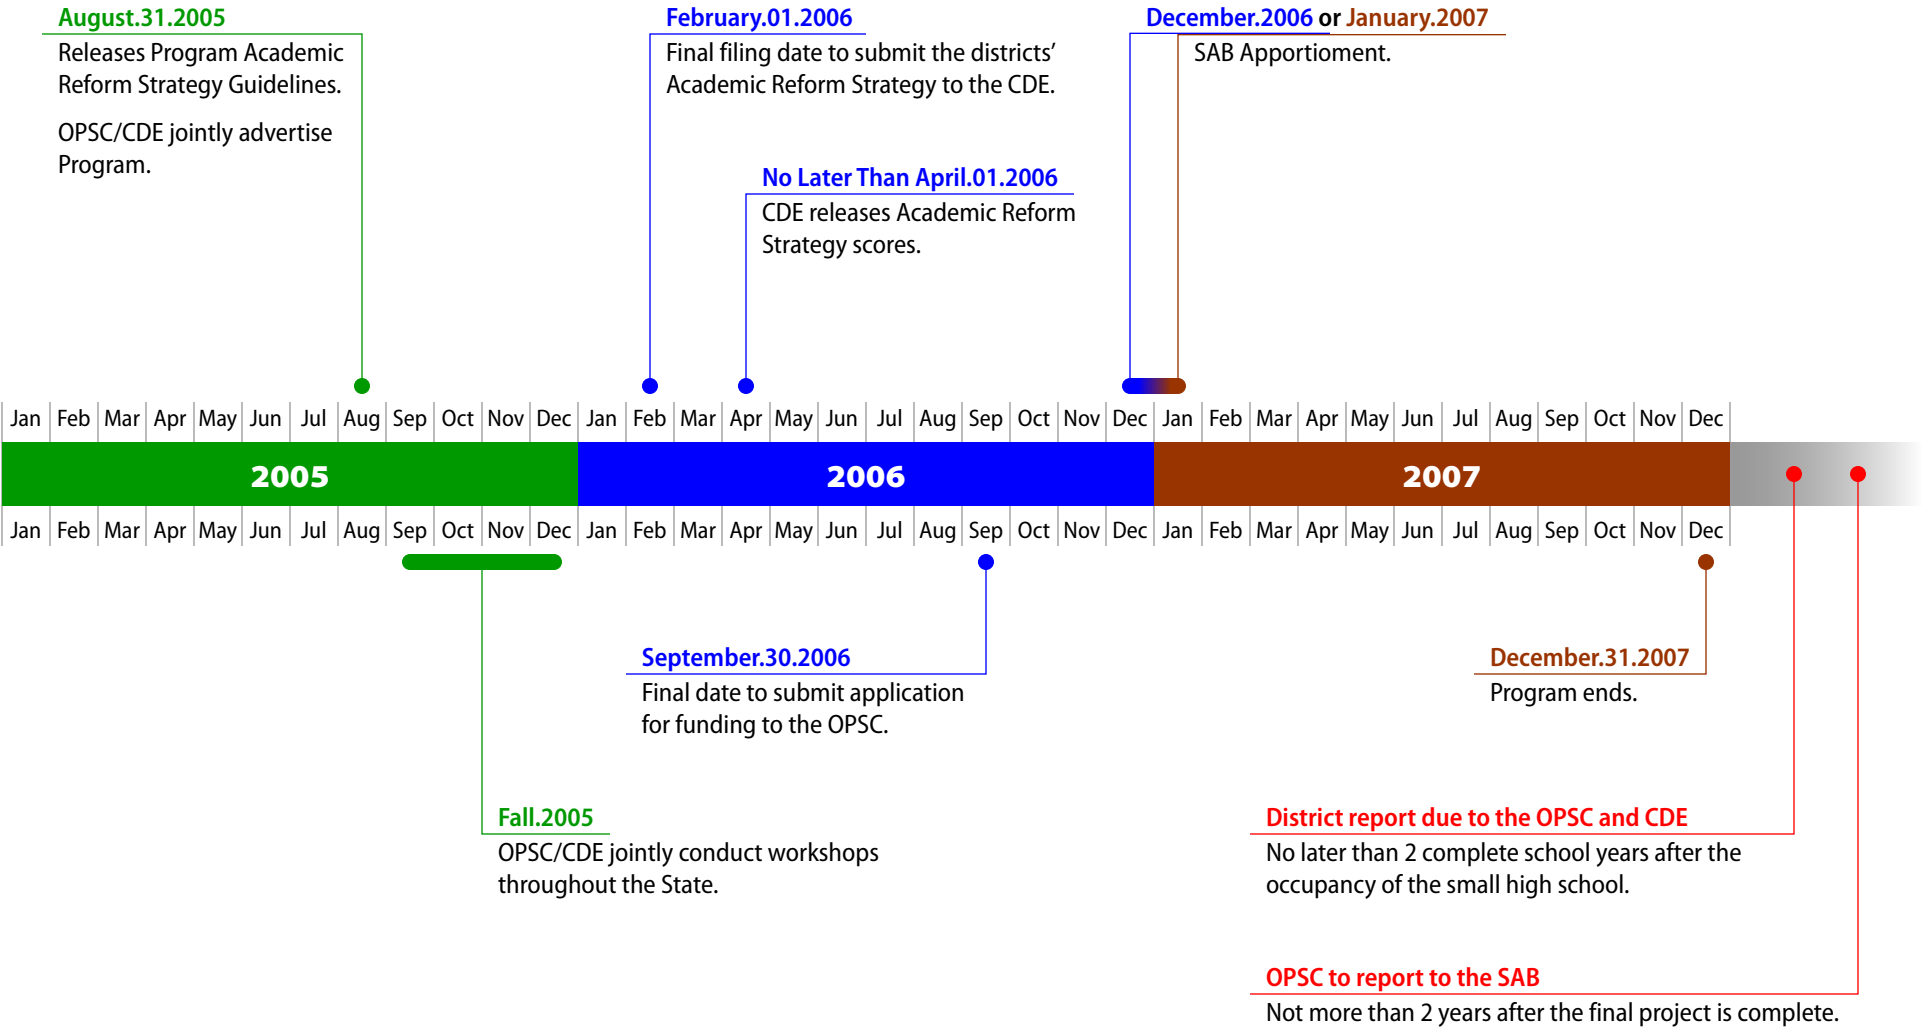 August.31.2005
Releases Program Academic
Reform Strategy Guidelines.
OPSC/CDE jointly advertise
Program.
February.01.2006
Final filing date to submit the districts’
Academic Reform Strategy to the CDE.
No Later Than April.01.2006
CDE releases Academic Reform
Strategy scores.
December.2006 or January.2007
SAB Apportioment.
Jan Feb Mar Apr May Jun Jul Aug Sep Oct Nov Dec Jan Feb Mar Apr May Jun Jul Aug Sep Oct Nov Dec Jan Feb Mar Apr May Jun Jul Aug Sep Oct Nov Dec
2005 2006 2007
Jan Feb Mar Apr May Jun Jul Aug Sep Oct Nov Dec Jan Feb Mar Apr May Jun Jul Aug Sep Oct Nov Dec Jan Feb Mar Apr May Jun Jul Aug Sep Oct Nov Dec
September.30.2006
Final date to submit application
for funding to the OPSC.
December.31.2007
Program ends.
Fall.2005
OPSC/CDE jointly conduct workshops
throughout the State.
District report due to the OPSC and CDE
No later than 2 complete school years after the
occupancy of the small high school.
OPSC to report to the SAB
Not more than 2 years after the final project is complete.